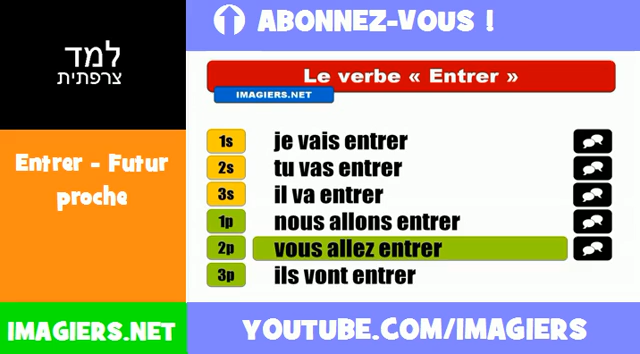 למד
צרפתית
Entrer - Futur
proche
IMAGIERS.NET
ABONNEZ-VOUS !
Le verbe « Entrer »
IMAGIERS.NET
1s je vais entrer
2s tu vas entrer
3s il va entrer
1p nous allons entrer
2p vous allez entrer
3p ils vont entrer
YOUTUBE.COM/IMAGIERS